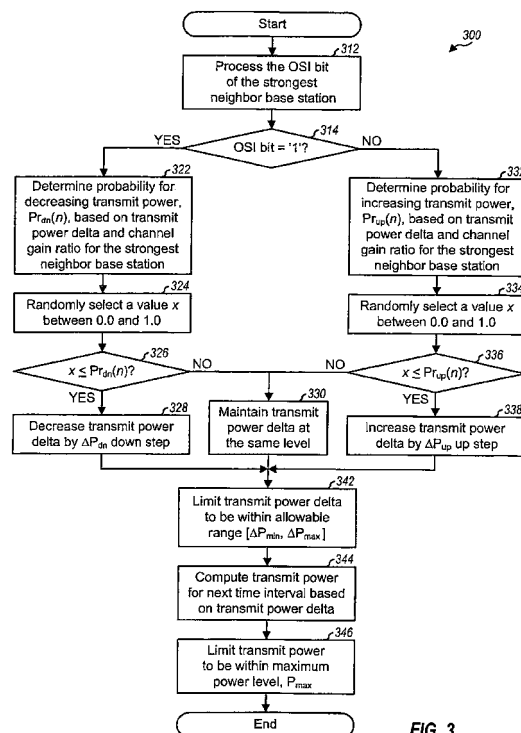 Start
300
312
Process the OSI bit
of the strongest
neighbor base station
314
YES
OSI bit = '1'?
NO
322
Determine probability for
decreasing transmit power,
Prdn(n), based on transmit
power delta and channel
gain ratio for the strongest
neighbor base station
332
Determine probability for
increasing transmit power,
Prup(n), based on transmit
power delta and channel
gain ratio for the strongest
neighbor base station
324
Randomly select a value x
between 0.0 and 1.0
334
Randomly select a value x
between 0.0 and 1.0
326
x ≤ Prdn(n)?
NO
NO
336
x ≤ Prup(n)?
YES
328
Decrease transmit power
delta by ΔPdn down step
330
Maintain transmit
power delta at
the same level
YES
338
Increase transmit power
delta by ΔPup up step
342
Limit transmit power delta
to be within allowable
range [ΔPmin, ΔPmax]
344
Compute transmit power
for next time interval based
on transmit power delta
346
Limit transmit power
to be within maximum
power level, Pmax
End
FIG. 3